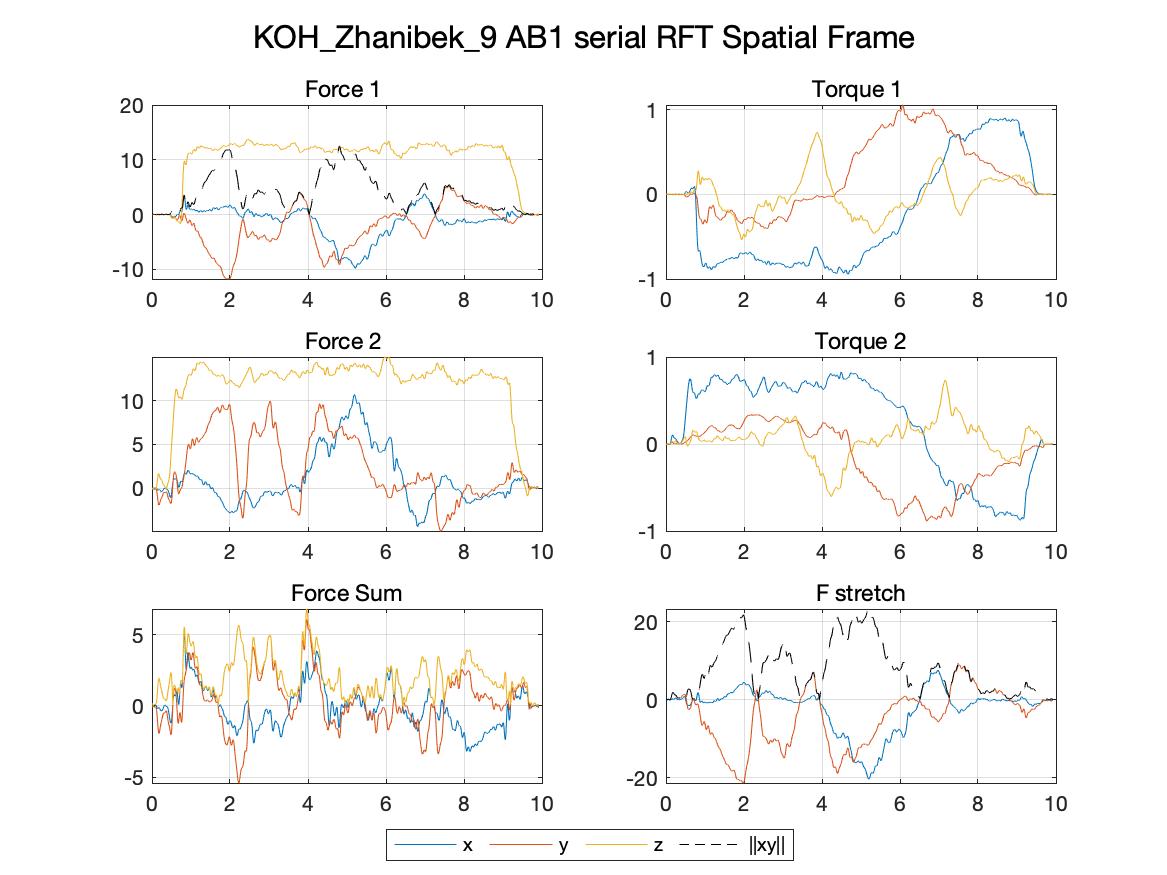 KOH_Zhanibek_9 AB1 serial RFT Spatial Frame
Force 1
20
10
0
-10
0 2 4 6 8 10
Torque 1
1
0
-1
0 2 4 6 8 10
Force 2
10
5
0
0 2 4 6 8 10
Torque 2
1
0
-1
0 2 4 6 8 10
Force Sum
5
0
-5
0 2 4 6 8 10
F stretch
20
0
-20
0 2 4 6 8 10
x y z ||xy||